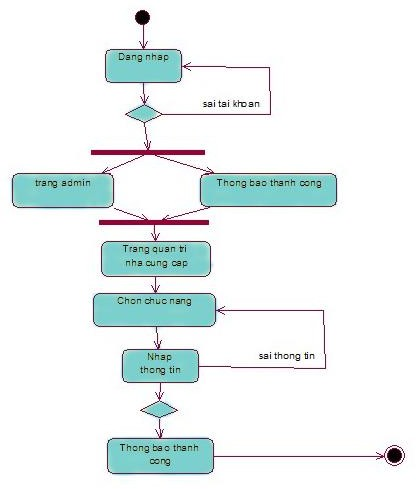 Dang nhap
sai tai khoan
trang admin
Thong bao thanh cong
Trang quan tri
nha cung cap
Chon chuc nang
Nhap
thong tin
sai thong tin
Thong bao thanh
cong